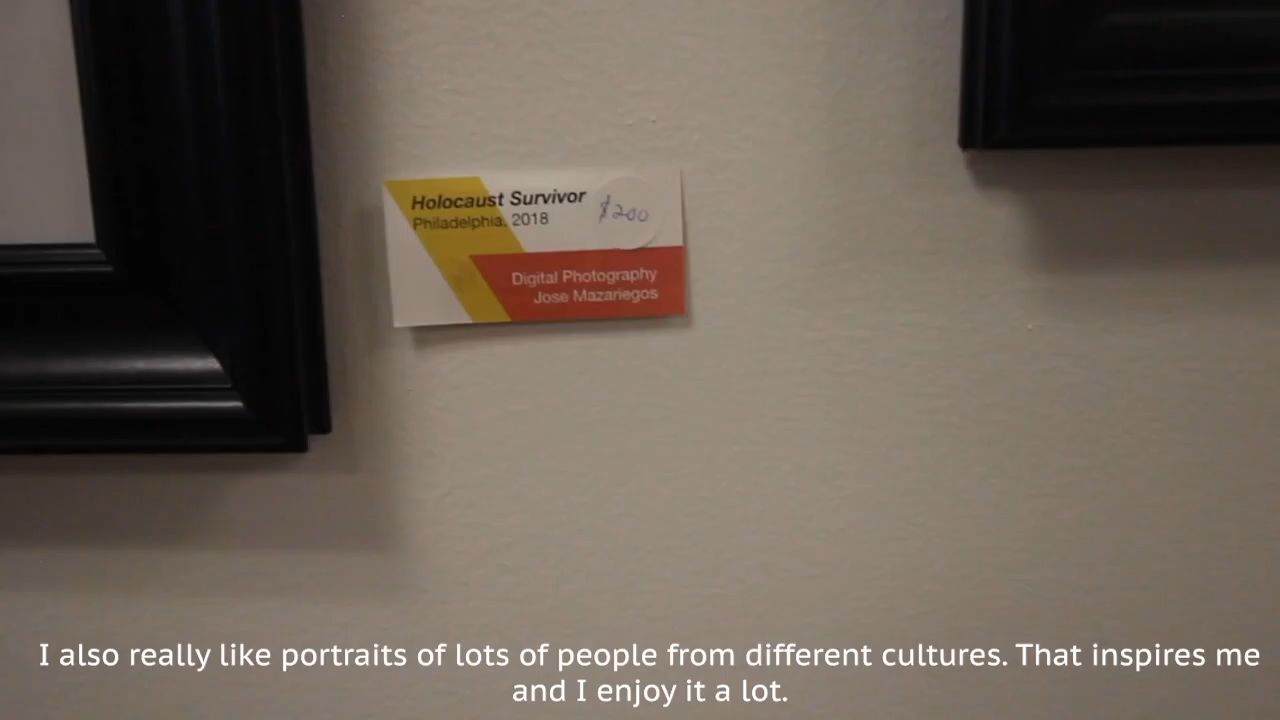 Holocaust Survivor
$200
Philadelphia, 2018
Digital Photography
Jose Mazariegos
I also really like portraits of lots of people from different cultures. That inspires me
and I enjoy it a lot.